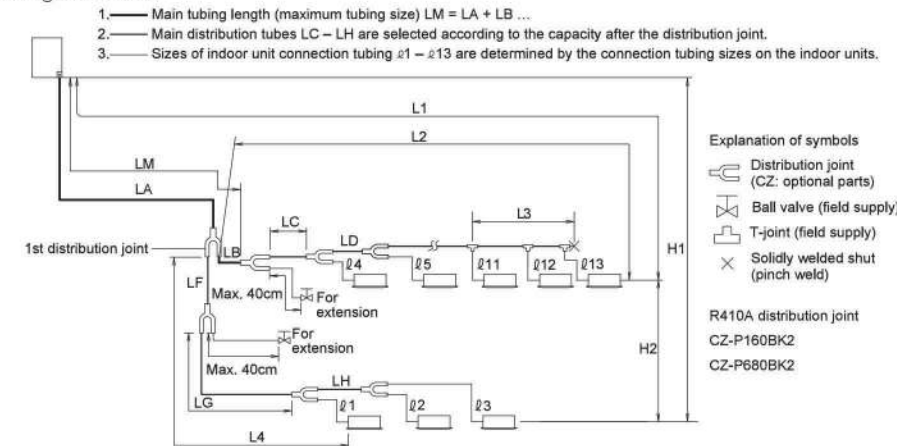 1. Main tubing length (maximum tubing size) LM = LA + LB ...
2. Main distribution tubes LC – LH are selected according to the capacity after the distribution joint.
3. Sizes of indoor unit connection tubing ℓ1 – ℓ13 are determined by the connection tubing sizes on the indoor units.
L1
L2
LM
LA
LC
L3
LB
LD
1st distribution joint
ℓ4
ℓ5
ℓ11
ℓ12
ℓ13
H1
LF
Max. 40cm
For
extension
For
extension
Max. 40cm
H2
LG
LH
ℓ1
ℓ2
ℓ3
L4
Explanation of symbols
Distribution joint
(CZ: optional parts)
Ball valve (field supply)
T-joint (field supply)
Solidly welded shut
(pinch weld)
R410A distribution joint
CZ-P160BK2
CZ-P680BK2